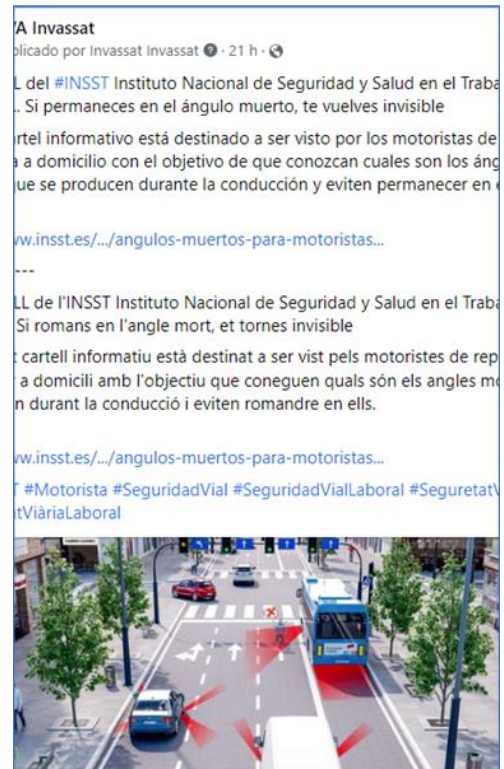 /A Invassat
blicado por Invassat Invassat · 21 h ·
L del #INSST Instituto Nacional de Seguridad y Salud en el Traba
.. Si permaneces en el ángulo muerto, te vuelves invisible
rtel informativo está destinado a ser visto por los motoristas de
a a domicilio con el objetivo de que conozcan cuales son los áng
ue se producen durante la conducción y eviten permanecer en e
w.insst.es/.../angulos-muertos-para-motoristas...
---
LL de l'INSST Instituto Nacional de Seguridad y Salud en el Traba
Si romans en l'angle mort, et tornes invisible
t cartell informatiu està destinat a ser vist pels motoristes de rep
a domicili amb l'objectiu que coneguen quals són els angles mo
n durant la conducció i eviten romandre en ells.
w.insst.es/.../angulos-muertos-para-motoristas...
T #Motorista #SeguridadVial #SeguridadVialLaboral #SeguretatV
tViàriaLaboral